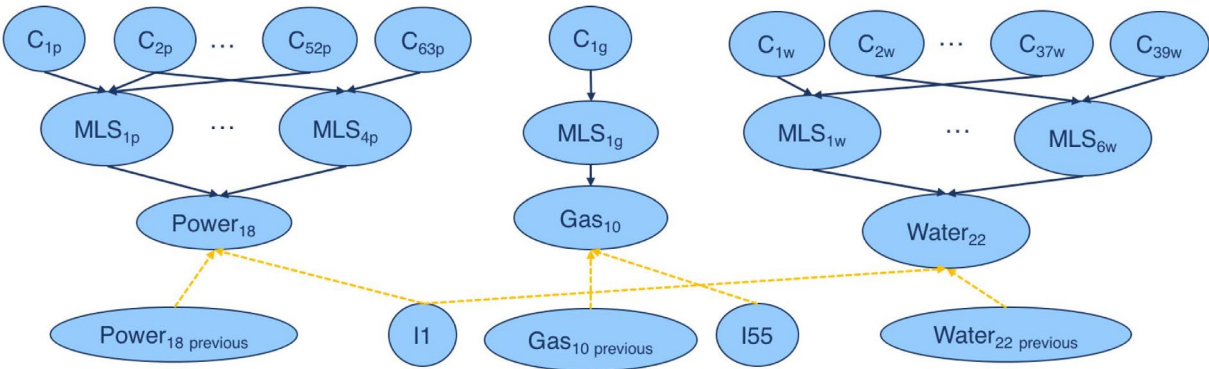 C1p C2p ... C52p C63p C1g C1w C2w ... C37w C39w
MLS1p ... MLS4p MLS1g MLS1w ... MLS6w
Power18 Gas10 Water22
Power18 previous I1 Gas10 previous I55 Water22 previous